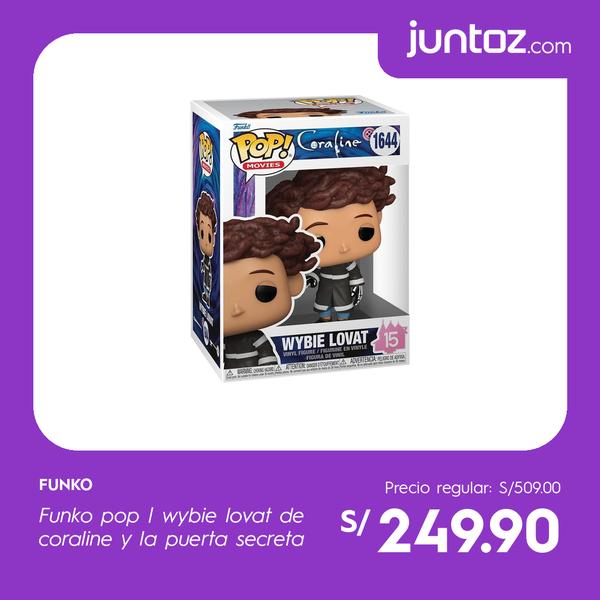 juntoz.com
Funko
POP!
MOVIES
Coraline
1644
WYBIE LOVAT
VINYL FIGURE / FIGURINE EN VINYLE
FIGURA DE VINIL
15
FUNKO
Funko pop | wybie lovat de
coraline y la puerta secreta
Precio regular: S/509.00
S/ 249.90